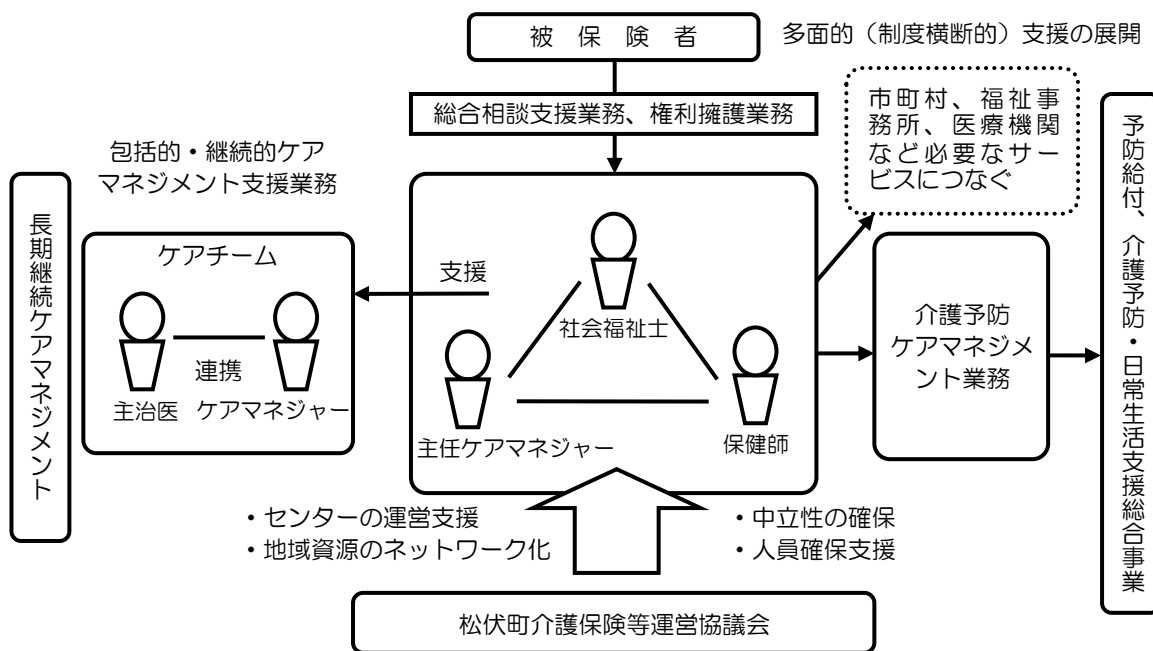 被　保　険　者
多面的（制度横断的）支援の展開
総合相談支援業務、権利擁護業務
市町村、福祉事
務所、医療機関
など必要なサー
ビスにつなぐ
予防給付、介護予防・日常生活支援総合事業
包括的・継続的ケア
マネジメント支援業務
長期継続ケアマネジメント
ケアチーム
支援
社会福祉士
介護予防
ケアマネジメ
ント業務
連携
主治医
ケアマネジャー
主任ケアマネジャー
保健師
・センターの運営支援
・地域資源のネットワーク化
・中立性の確保
・人員確保支援
松伏町介護保険等運営協議会